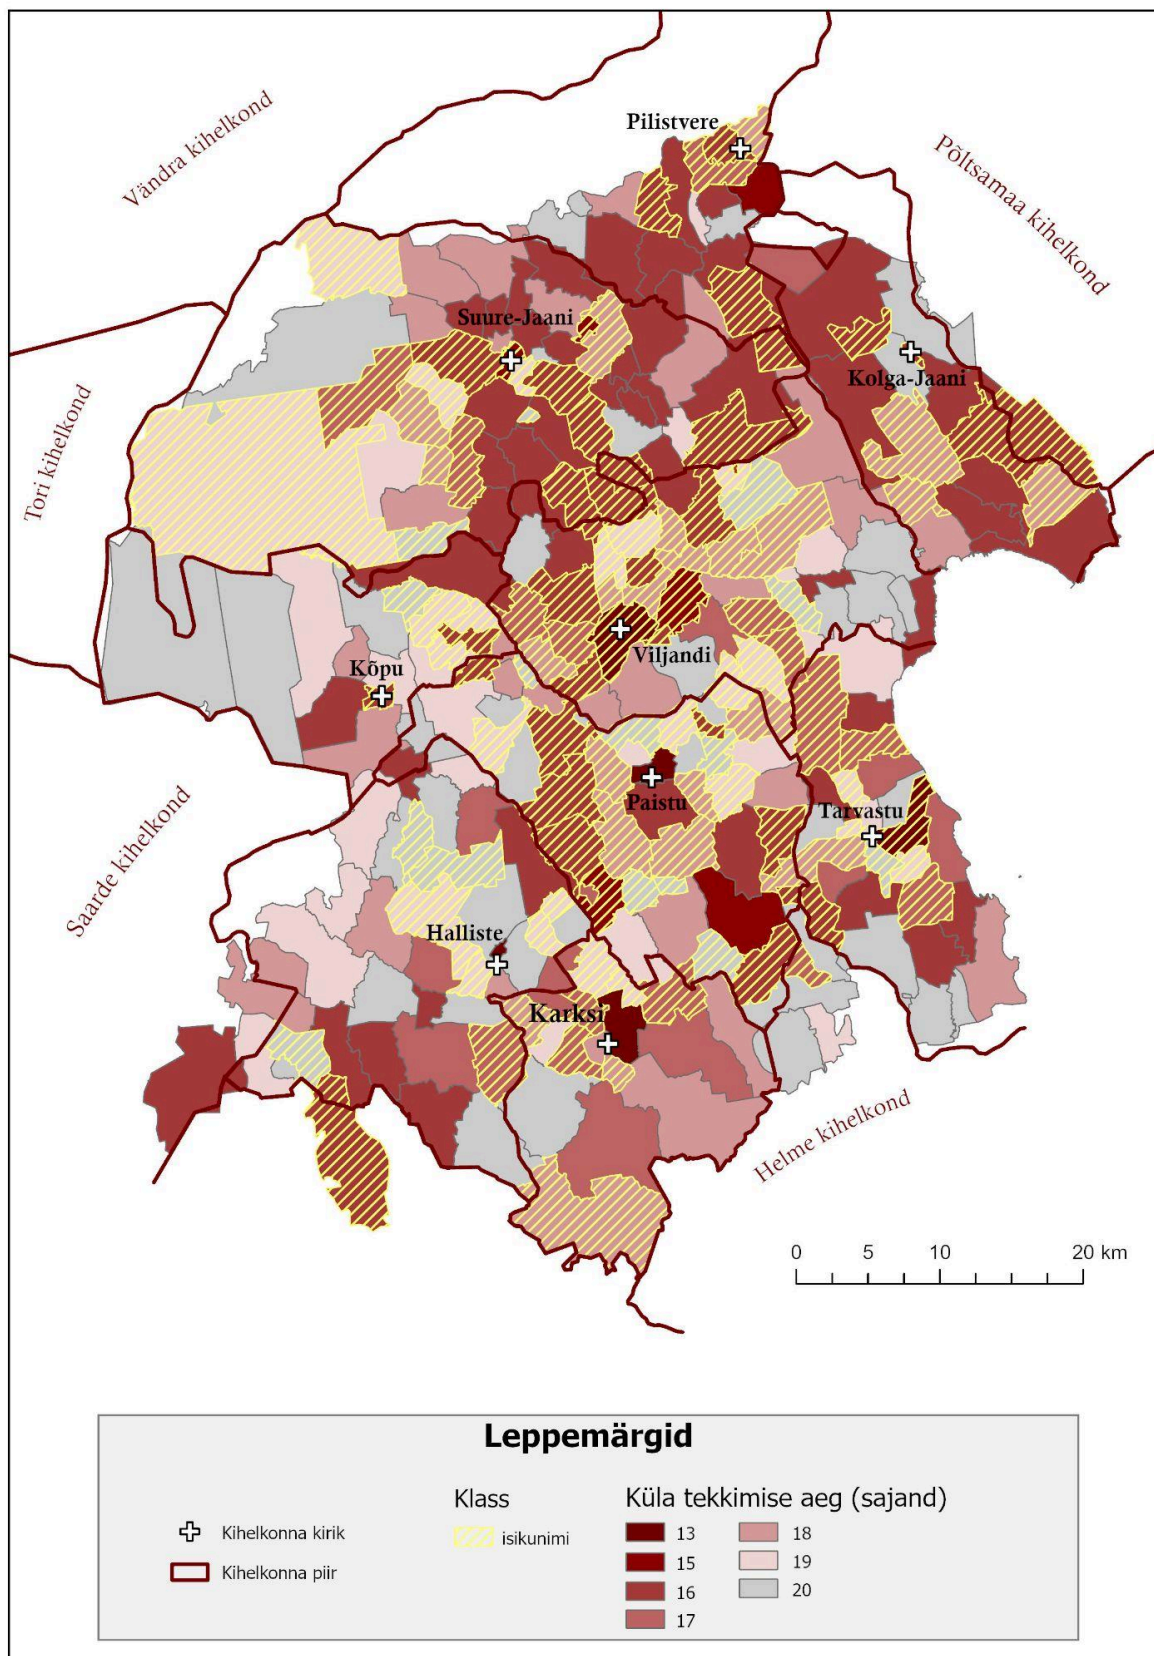 Pilistvere
Vändra kihelkond
Põltsamaa kihelkond
Suure-Jaani
Kolga-Jaani
Tori kihelkond
Viljandi
Kõpu
Paistu
Tarvastu
Saarde kihelkond
Halliste
Karksi
Helme kihelkond
0 5 10 20 km
Leppemärgid
Klass
Küla tekkimise aeg (sajand)
Kihelkonna kirik
isikunimi
13 18
15 19
Kihelkonna piir
16 20
17